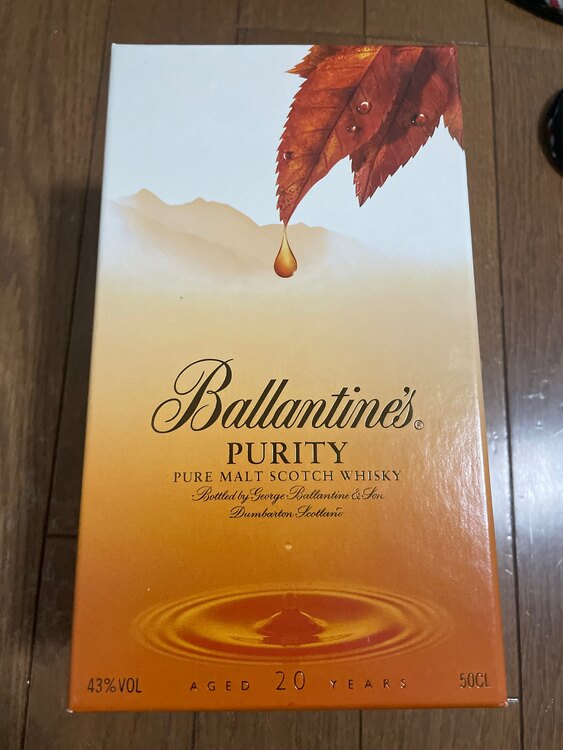 Ballantine's®
PURITY
PURE MALT SCOTCH WHISKY
Bottled by George Ballantine & Son
Dumbarton Scotland
43%VOL AGED 20 YEARS 50CL